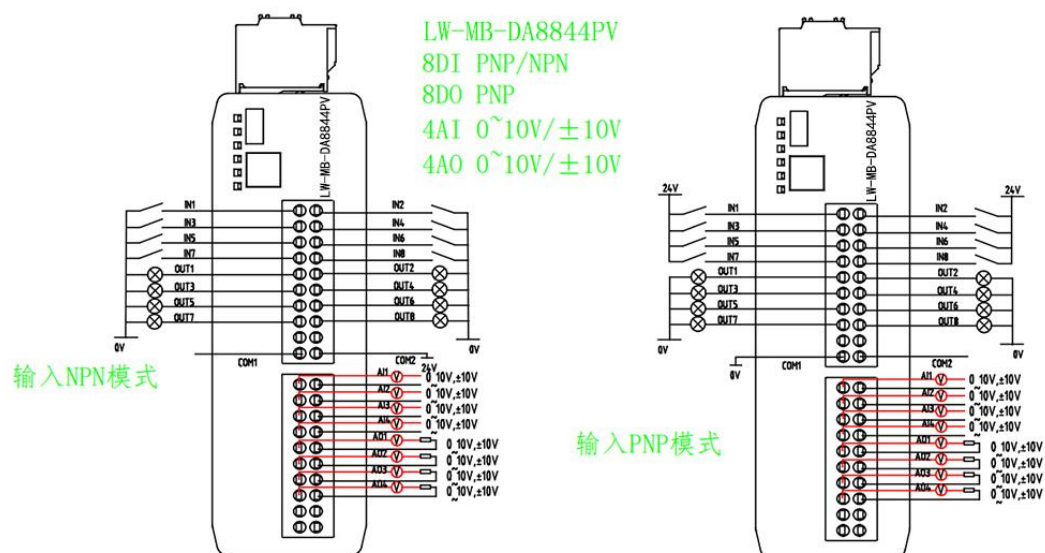 LW-MB-DA8844PV
8DI PNP/NPN
8DO PNP
4AI 0~10V/±10V
4AO 0~10V/±10V
LW-MB-DA8844PV
IN1 IN2
IN3 IN4
IN5 IN6
IN7 IN8
OUT1 OUT2
OUT3 OUT4
OUT5 OUT6
OUT7 OUT8
0V 0V
COM1 COM2 24V
输入NPN模式
AI1 V 0~10V,±10V
AI2 V 0~10V,±10V
AI3 V 0~10V,±10V
AI4 V 0~10V,±10V
AO1 V 0~10V,±10V
AO2 V 0~10V,±10V
AO3 V 0~10V,±10V
AO4 V 0~10V,±10V
LW-MB-DA8844PV
24V 24V
IN1 IN2
IN3 IN4
IN5 IN6
IN7 IN8
OUT1 OUT2
OUT3 OUT4
OUT5 OUT6
OUT7 OUT8
0V 0V
0V COM1 COM2
输入PNP模式
AI1 V 0~10V,±10V
AI2 V 0~10V,±10V
AI3 V 0~10V,±10V
AI4 V 0~10V,±10V
AO1 V 0~10V,±10V
AO2 V 0~10V,±10V
AO3 V 0~10V,±10V
AO4 V 0~10V,±10V